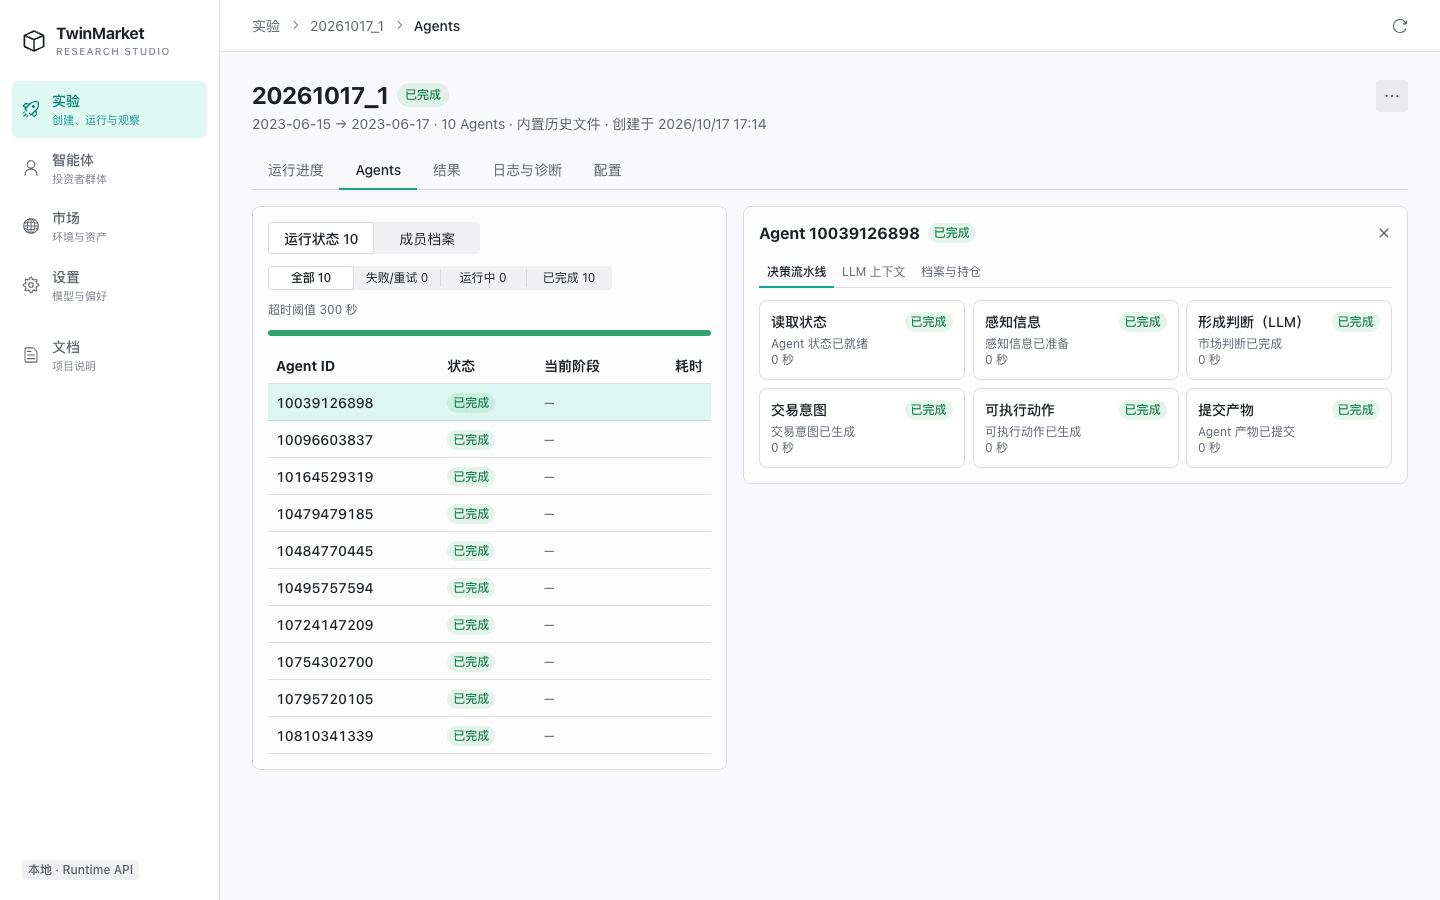 TwinMarket
RESEARCH STUDIO
实验
创建、运行与观察
智能体
投资者群体
市场
环境与资产
设置
模型与偏好
文档
项目说明
本地 · Runtime API
实验 > 20261017_1 > Agents
20261017_1 已完成
2023-06-15 → 2023-06-17 · 10 Agents · 内置历史文件 · 创建于 2026/10/17 17:14
运行进度 Agents 结果 日志与诊断 配置
运行状态 10 成员档案
全部 10 失败/重试 0 运行中 0 已完成 10
超时阈值 300 秒
Agent ID 状态 当前阶段 耗时
10039126898 已完成 —
10096603837 已完成 —
10164529319 已完成 —
10479479185 已完成 —
10484770445 已完成 —
10495757594 已完成 —
10724147209 已完成 —
10754302700 已完成 —
10795720105 已完成 —
10810341339 已完成 —
Agent 10039126898 已完成
决策流水线 LLM 上下文 档案与持仓
读取状态 已完成
Agent 状态已就绪
0 秒
感知信息 已完成
感知信息已准备
0 秒
形成判断（LLM） 已完成
市场判断已完成
0 秒
交易意图 已完成
交易意图已生成
0 秒
可执行动作 已完成
可执行动作已生成
0 秒
提交产物 已完成
Agent 产物已提交
0 秒